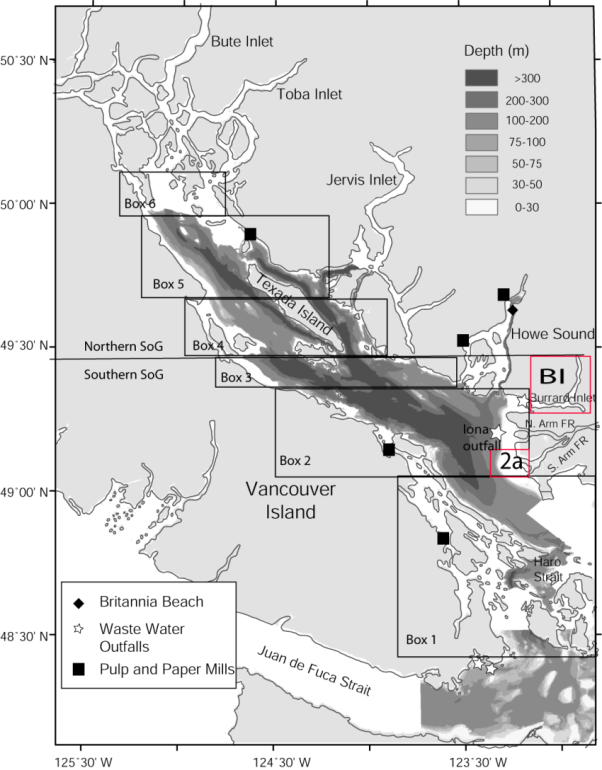 Bute Inlet
50°30' N
Depth (m)
>300
Toba Inlet
200-300
100-200
75-100
50-75
Jervis Inlet
30-50
50°00' N
Box 6
0-30
Box 5
Texada Island
Howe Sound
Northern SoG
Box 4
49°30' N
Southern SoG
Box 3
BI
Burrard Inlet
N. Arm FR
Iona
outfall
S. Arm FR
Box 2
2a
49°00' N
Vancouver
Island
Haro
Strait
Britannia Beach
Waste Water
Outfalls
Box 1
48°30' N
Pulp and Paper Mills
Juan de Fuca Strait
125°30' W
124°30' W
123°30' W